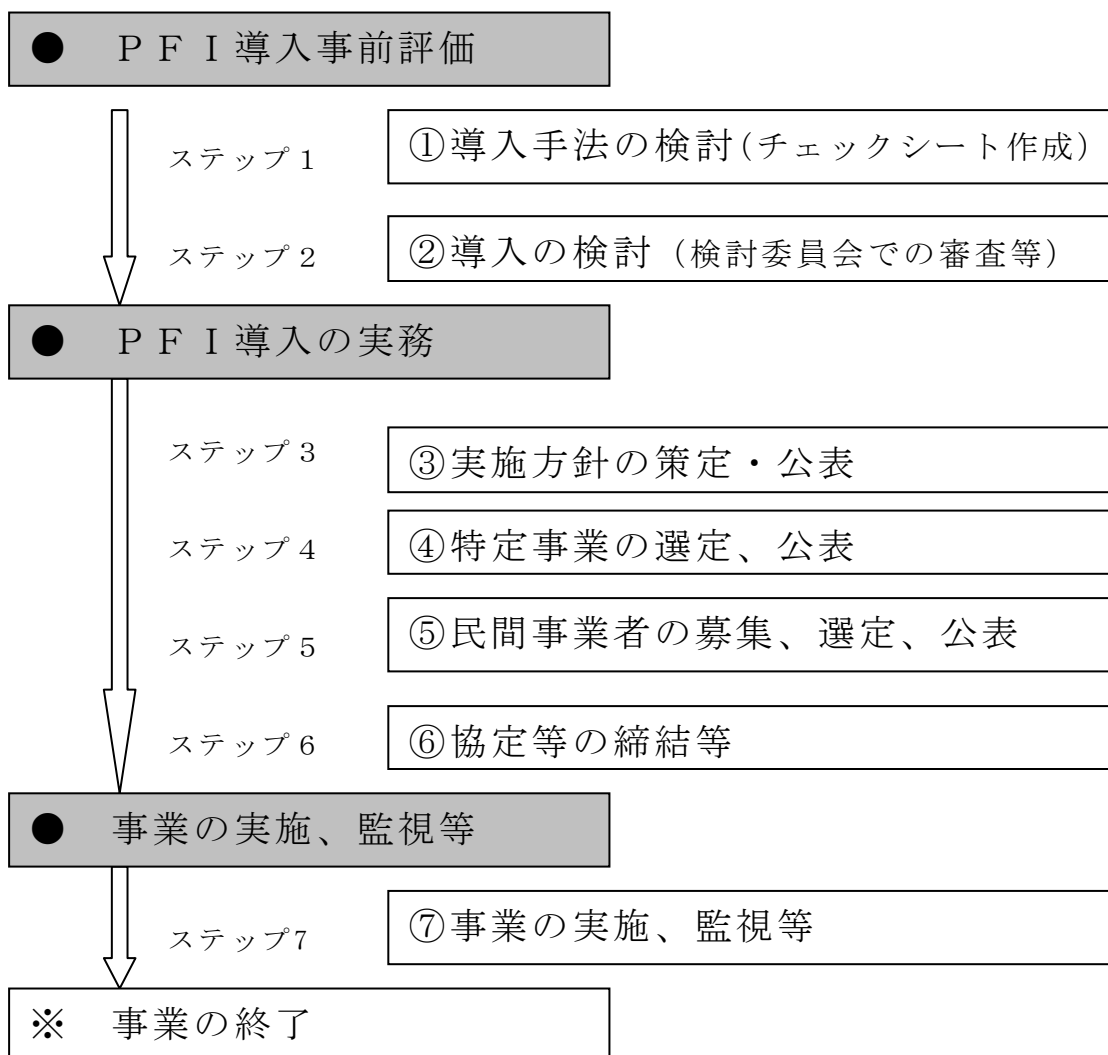 ● ＰＦＩ導入事前評価
ステップ１ ①導入手法の検討(チェックシート作成)
ステップ２ ②導入の検討（検討委員会での審査等）
● ＰＦＩ導入の実務
ステップ３ ③実施方針の策定・公表
ステップ４ ④特定事業の選定、公表
ステップ５ ⑤民間事業者の募集、選定、公表
ステップ６ ⑥協定等の締結等
● 事業の実施、監視等
ステップ7 ⑦事業の実施、監視等
※ 事業の終了